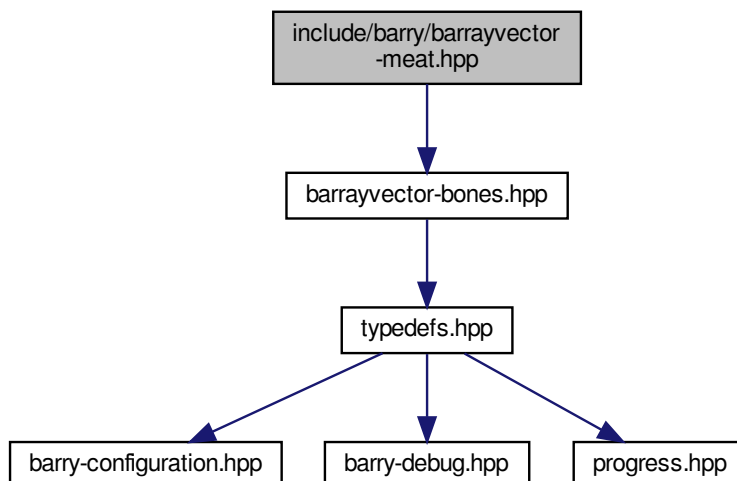 include/barry/barrayvector
-meat.hpp
barrayvector-bones.hpp
typedefs.hpp
barry-configuration.hpp
barry-debug.hpp
progress.hpp